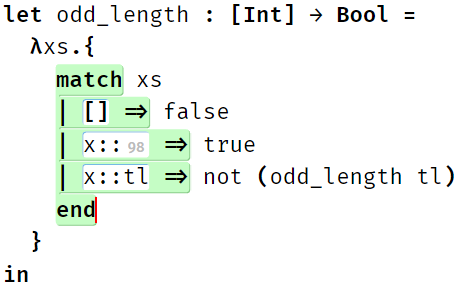 let odd_length : [Int] → Bool =
λxs.{
match xs
| [] ⇒ false
| x:: 98 ⇒ true
| x::tl ⇒ not (odd_length tl)
end
}
in